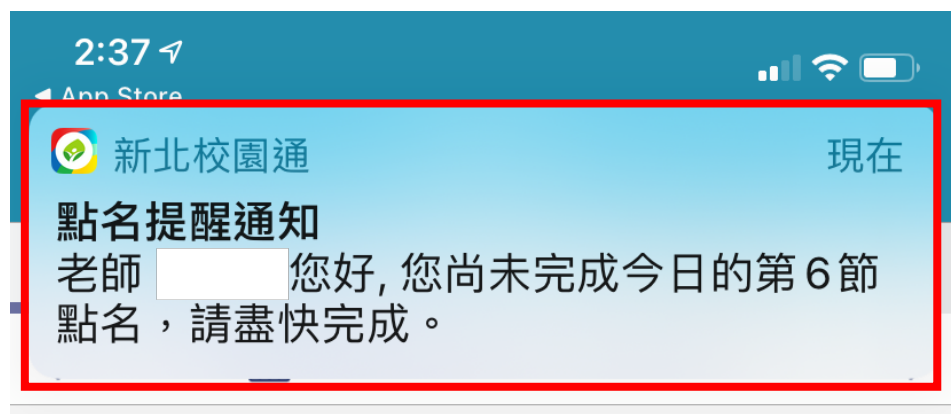 2:37
◀ App Store
新北校園通 現在
點名提醒通知
老師 您好, 您尚未完成今日的第6節
點名，請盡快完成。